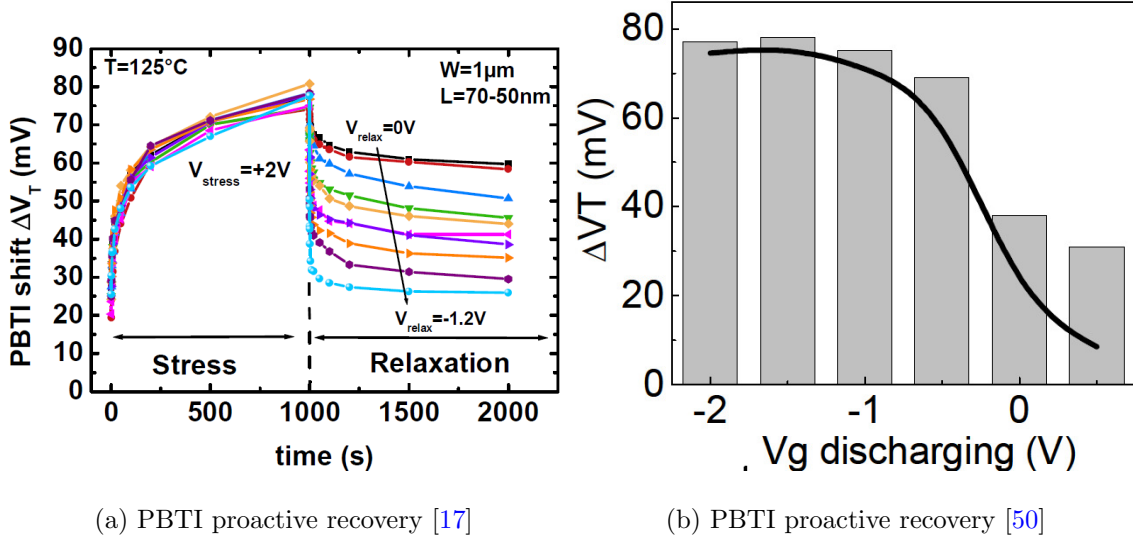 90
80
70
60
50
40
30
20
10
0
PBTI shift ΔV_T (mV)
T=125°C
W=1µm
L=70-50nm
V_relax=0V
V_stress=+2V
V_relax=-1.2V
Stress
Relaxation
0 500 1000 1500 2000
time (s)
(a) PBTI proactive recovery [17]
80
60
40
20
0
ΔVT (mV)
-2 -1 0
Vg discharging (V)
(b) PBTI proactive recovery [50]